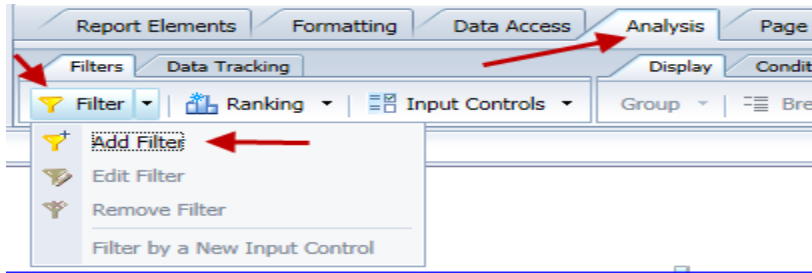 Report Elements Formatting Data Access Analysis Page
Filters Data Tracking Display Condit
Filter Ranking Input Controls Group Bre
Add Filter
Edit Filter
Remove Filter
Filter by a New Input Control